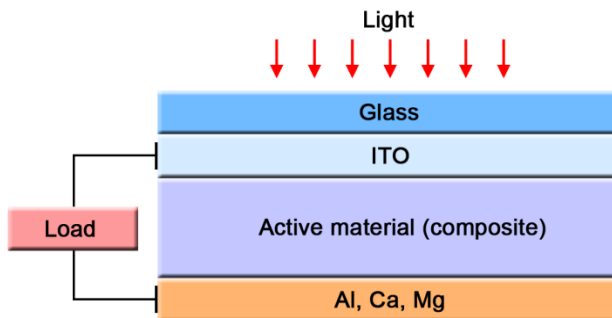 Light
Glass
ITO
Load
Active material (composite)
Al, Ca, Mg